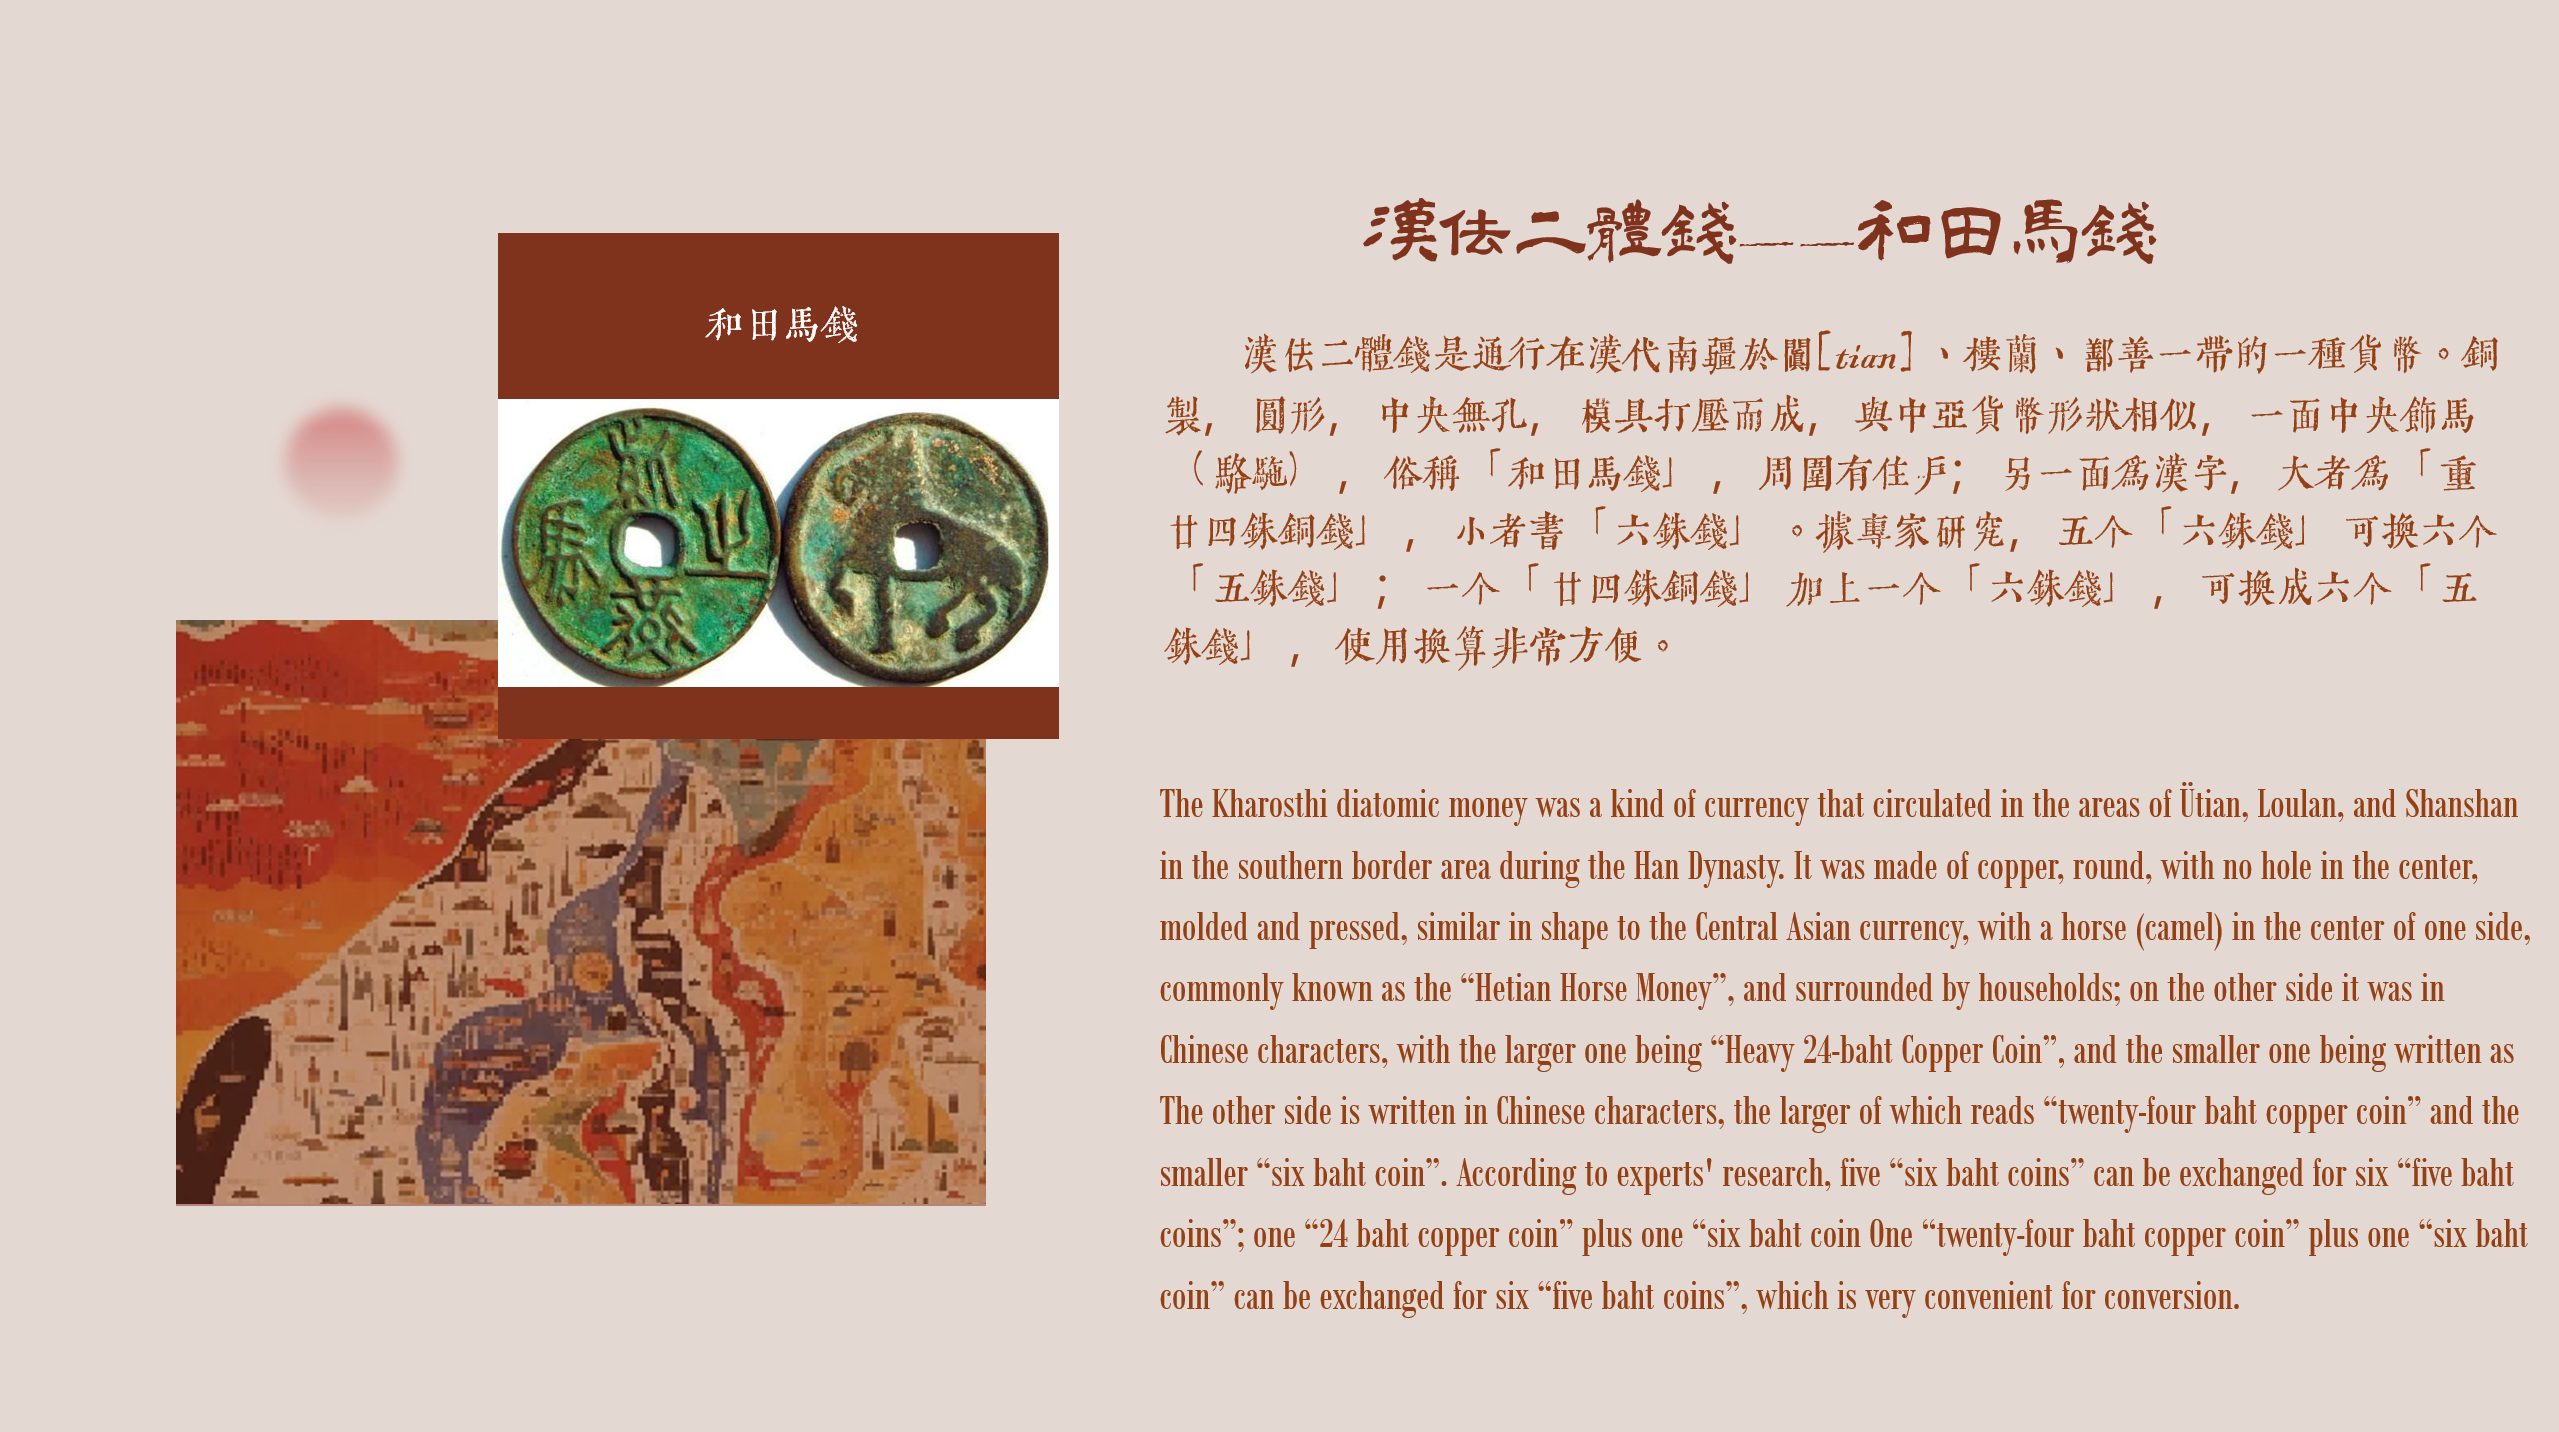 漢佉二體錢——和田馬錢
和田馬錢
漢佉二體錢是通行在漢代南疆於闐[tian]、樓蘭、鄯善一帶的一種貨幣。銅
製， 圓形， 中央無孔， 模具打壓而成， 與中亞貨幣形狀相似， 一面中央飾馬
（駱駞），俗稱「和田馬錢」，周圍有住戶； 另一面爲漢字， 大者爲「重
廿四銖銅錢」，小者書「六銖錢」。據專家研究， 五个「六銖錢」可換六个
「五銖錢」； 一个「廿四銖銅錢」加上一个「六銖錢」，可換成六个「五
銖錢」，使用換算非常方便。
The Kharosthi diatomic money was a kind of currency that circulated in the areas of Ütian, Loulan, and Shanshan
in the southern border area during the Han Dynasty. It was made of copper, round, with no hole in the center,
molded and pressed, similar in shape to the Central Asian currency, with a horse (camel) in the center of one side,
commonly known as the “Hetian Horse Money”, and surrounded by households; on the other side it was in
Chinese characters, with the larger one being “Heavy 24-baht Copper Coin”, and the smaller one being written as
The other side is written in Chinese characters, the larger of which reads “twenty-four baht copper coin” and the
smaller “six baht coin”. According to experts' research, five “six baht coins” can be exchanged for six “five baht
coins”; one “24 baht copper coin” plus one “six baht coin One “twenty-four baht copper coin” plus one “six baht
coin” can be exchanged for six “five baht coins”, which is very convenient for conversion.